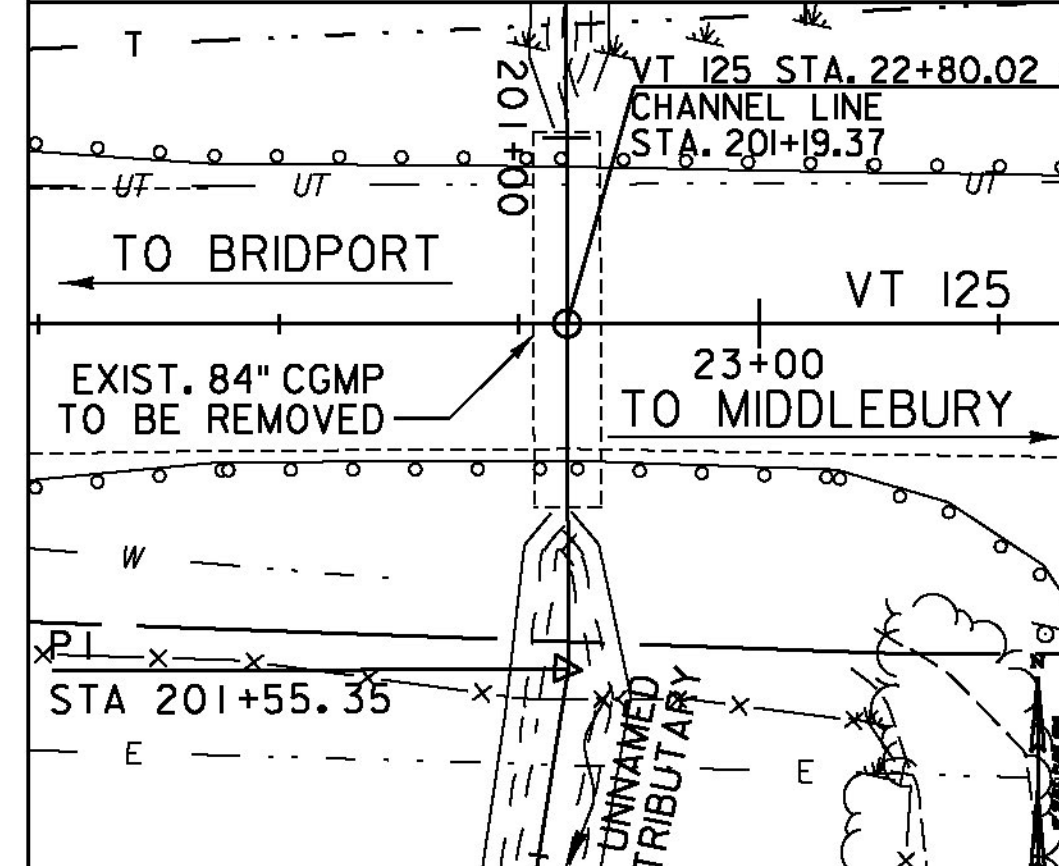 T
201+00
VT 125 STA. 22+80.02
CHANNEL LINE
STA. 201+19.37
UT
UT
UT
TO BRIDPORT
VT 125
23+00
EXIST. 84" CGMP
TO BE REMOVED
TO MIDDLEBURY
W
PI
STA 201+55.35
E
E
UNNAMED
TRIBUTARY
N